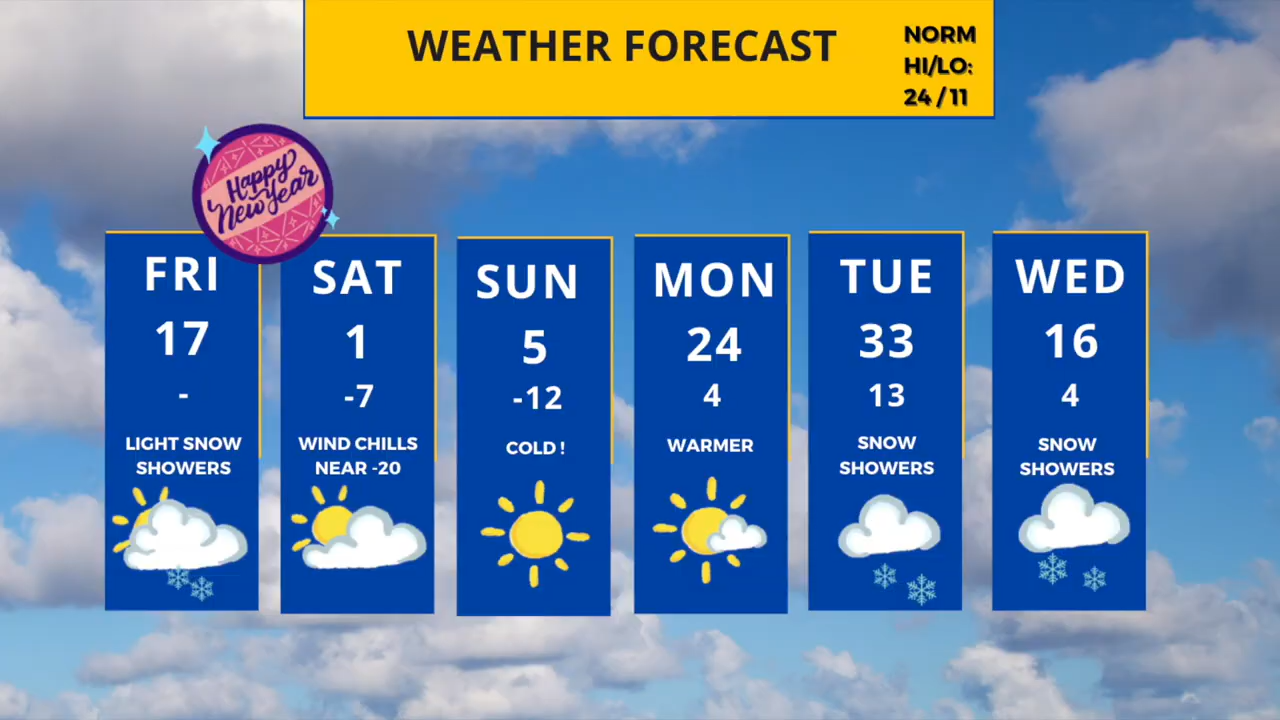 WEATHER FORECAST
NORM
HI/LO:
24 / 11
Happy
New Year
FRI
17
-
LIGHT SNOW
SHOWERS
SAT
1
-7
WIND CHILLS
NEAR -20
SUN
5
-12
COLD !
MON
24
4
WARMER
TUE
33
13
SNOW
SHOWERS
WED
16
4
SNOW
SHOWERS